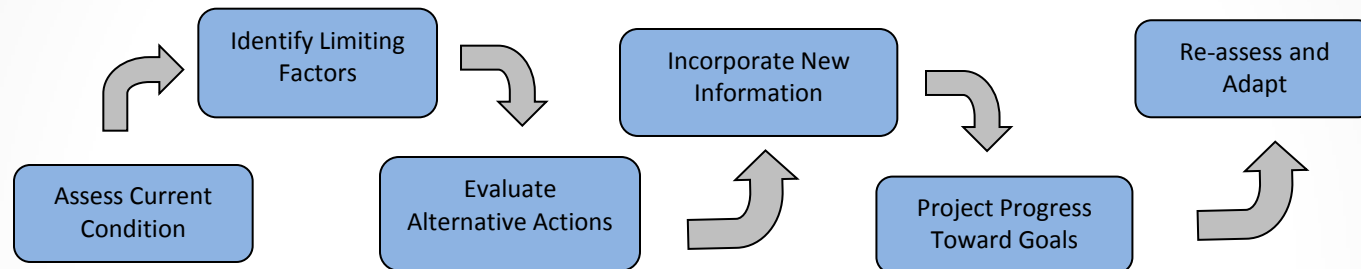 Assess Current
Condition
Identify Limiting
Factors
Evaluate
Alternative Actions
Incorporate New
Information
Project Progress
Toward Goals
Re-assess and
Adapt